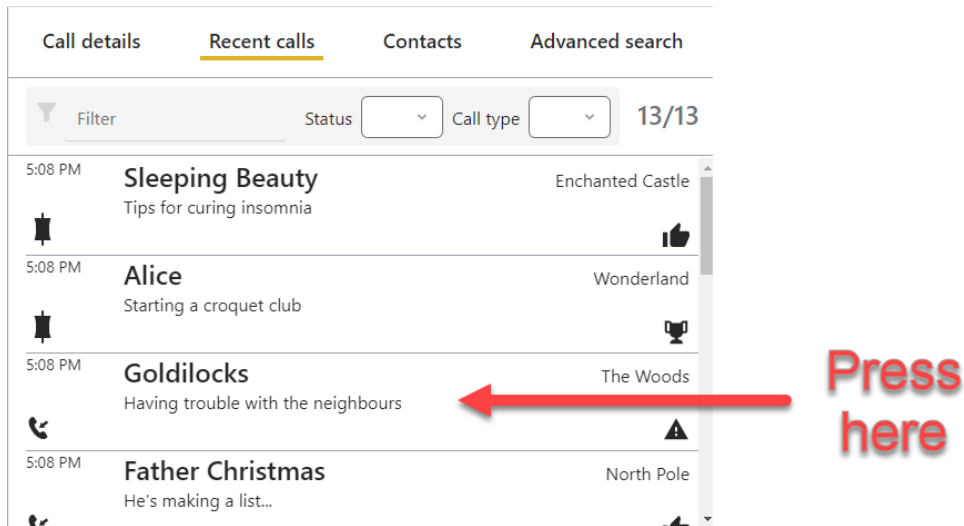 Call details Recent calls Contacts Advanced search
Filter Status Call type 13/13
5:08 PM Sleeping Beauty Enchanted Castle
Tips for curing insomnia
5:08 PM Alice Wonderland
Starting a croquet club
5:08 PM Goldilocks The Woods
Having trouble with the neighbours
Press
here
5:08 PM Father Christmas North Pole
He's making a list...